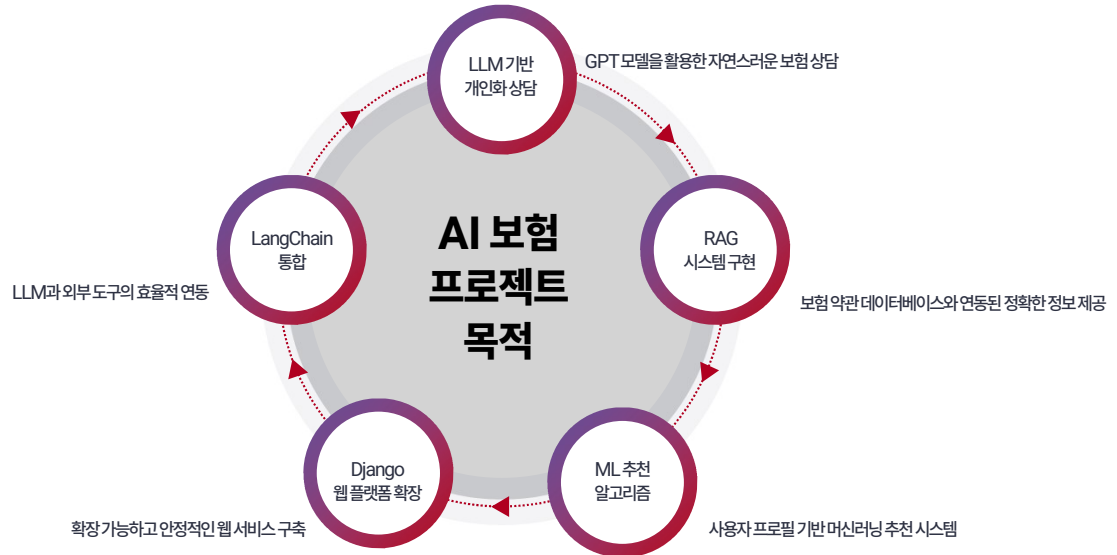 LLM 기반
개인화 상담
GPT 모델을 활용한 자연스러운 보험 상담
AI 보험
프로젝트
목적
RAG
시스템 구현
보험 약관 데이터베이스와 연동된 정확한 정보 제공
ML 추천
알고리즘
사용자 프로필 기반 머신러닝 추천 시스템
Django
웹 플랫폼 확장
확장 가능하고 안정적인 웹 서비스 구축
LangChain
통합
LLM과 외부 도구의 효율적 연동